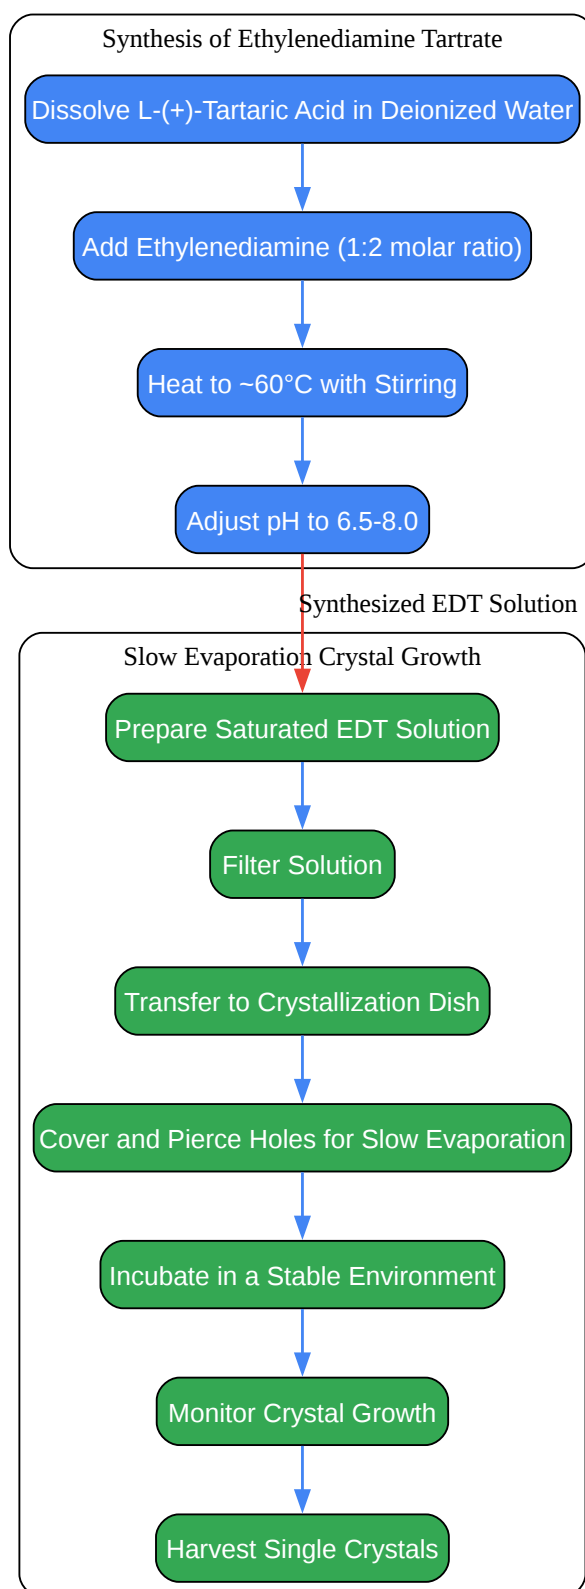 Synthesis of Ethylenediamine Tartrate
Dissolve L-(+)-Tartaric Acid in Deionized Water
Add Ethylenediamine (1:2 molar ratio)
Heat to ~60°C with Stirring
Adjust pH to 6.5-8.0
Synthesized EDT Solution
Slow Evaporation Crystal Growth
Prepare Saturated EDT Solution
Filter Solution
Transfer to Crystallization Dish
Cover and Pierce Holes for Slow Evaporation
Incubate in a Stable Environment
Monitor Crystal Growth
Harvest Single Crystals